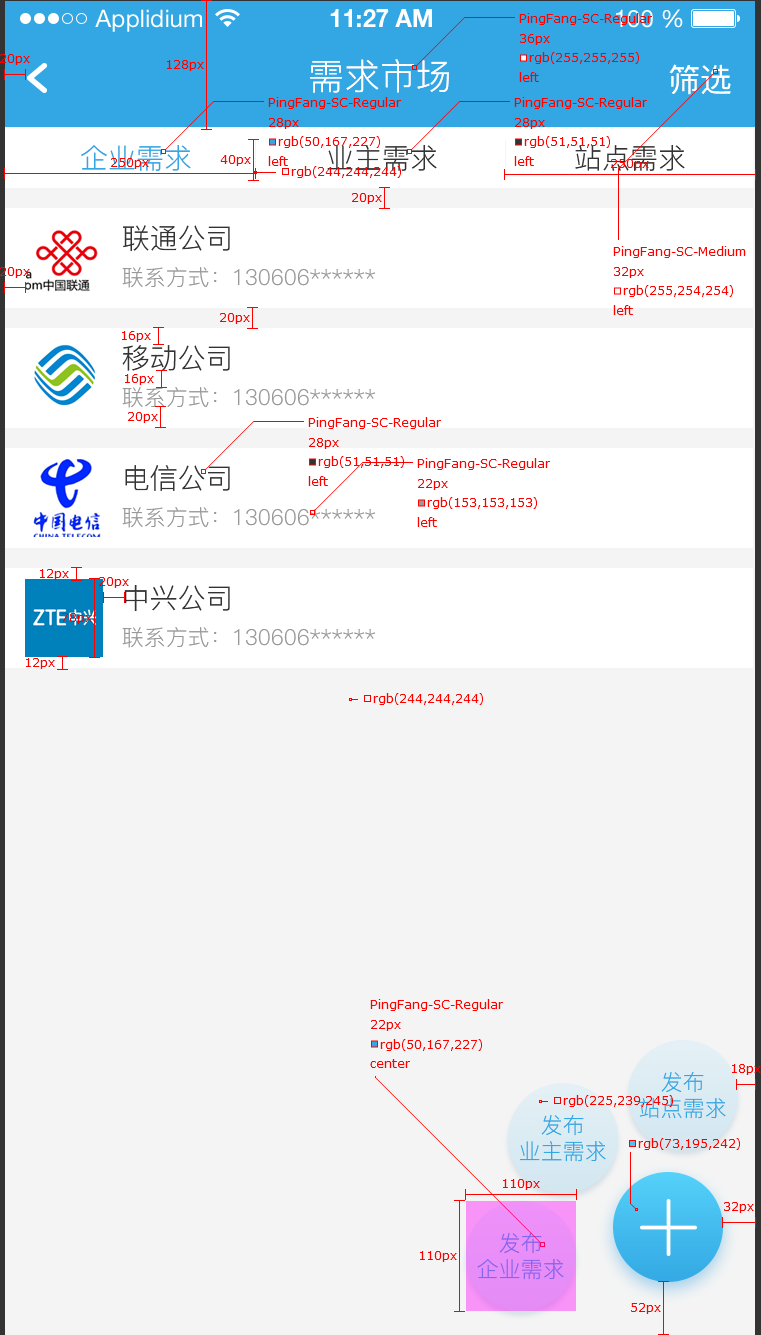 Applidium
11:27 AM
100 %
PingFang-SC-Regular
36px
rgb(255,255,255)
left
20px
128px
需求市场
筛选
PingFang-SC-Regular
28px
rgb(50,167,227)
left
PingFang-SC-Regular
28px
rgb(51,51,51)
left
企业需求
业主需求
站点需求
250px
40px
rgb(244,244,244)
250px
20px
PingFang-SC-Medium
32px
rgb(255,254,254)
left
联通公司
联系方式：130606******
中国联通
20px
20px
16px
移动公司
16px
联系方式：130606******
20px
PingFang-SC-Regular
28px
rgb(51,51,51)
left
PingFang-SC-Regular
22px
rgb(153,153,153)
left
电信公司
联系方式：130606******
中国电信
CHINA TELECOM
12px
20px
中兴公司
ZTE中兴
78px
联系方式：130606******
12px
rgb(244,244,244)
PingFang-SC-Regular
22px
rgb(50,167,227)
center
18px
发布
站点需求
rgb(225,239,245)
发布
业主需求
rgb(73,195,242)
110px
32px
发布
企业需求
110px
52px